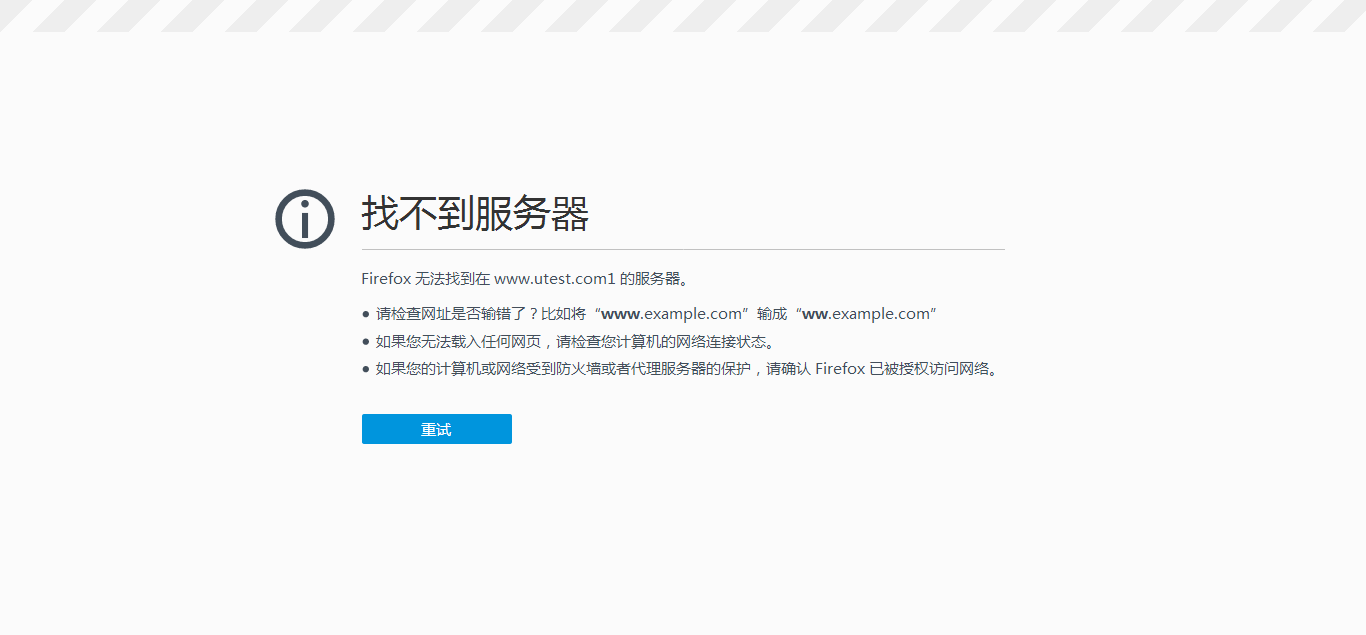 找不到服务器
Firefox 无法找到在 www.utest.com1 的服务器。
● 请检查网址是否输错了？比如将“www.example.com”输成“ww.example.com”
● 如果您无法载入任何网页，请检查您计算机的网络连接状态。
● 如果您的计算机或网络受到防火墙或者代理服务器的保护，请确认 Firefox 已被授权访问网络。
重试